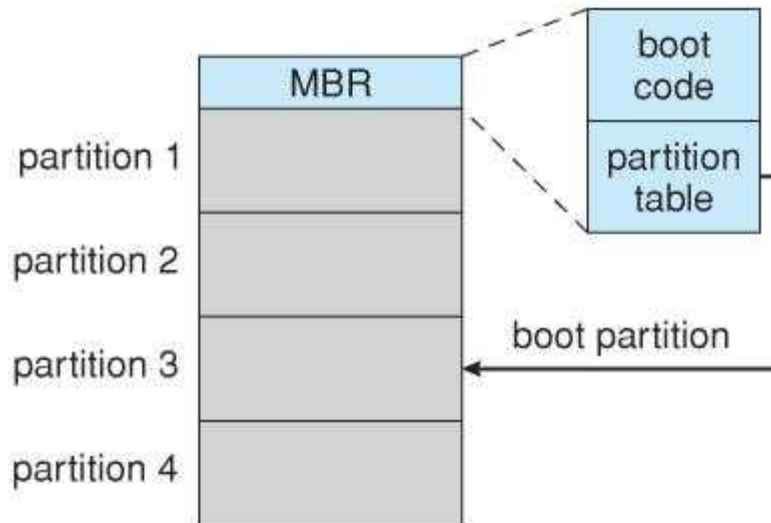 MBR
boot
code
partition
table
partition 1
partition 2
boot partition
partition 3
partition 4